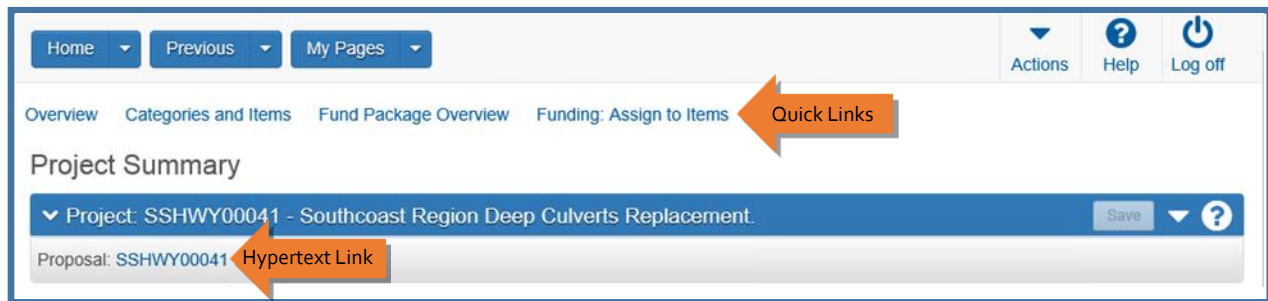 Home Previous My Pages Actions Help Log off
Overview Categories and Items Fund Package Overview Funding: Assign to Items Quick Links
Project Summary
Project: SSHWY00041 - Southcoast Region Deep Culverts Replacement. Save
Proposal: SSHWY00041 Hypertext Link